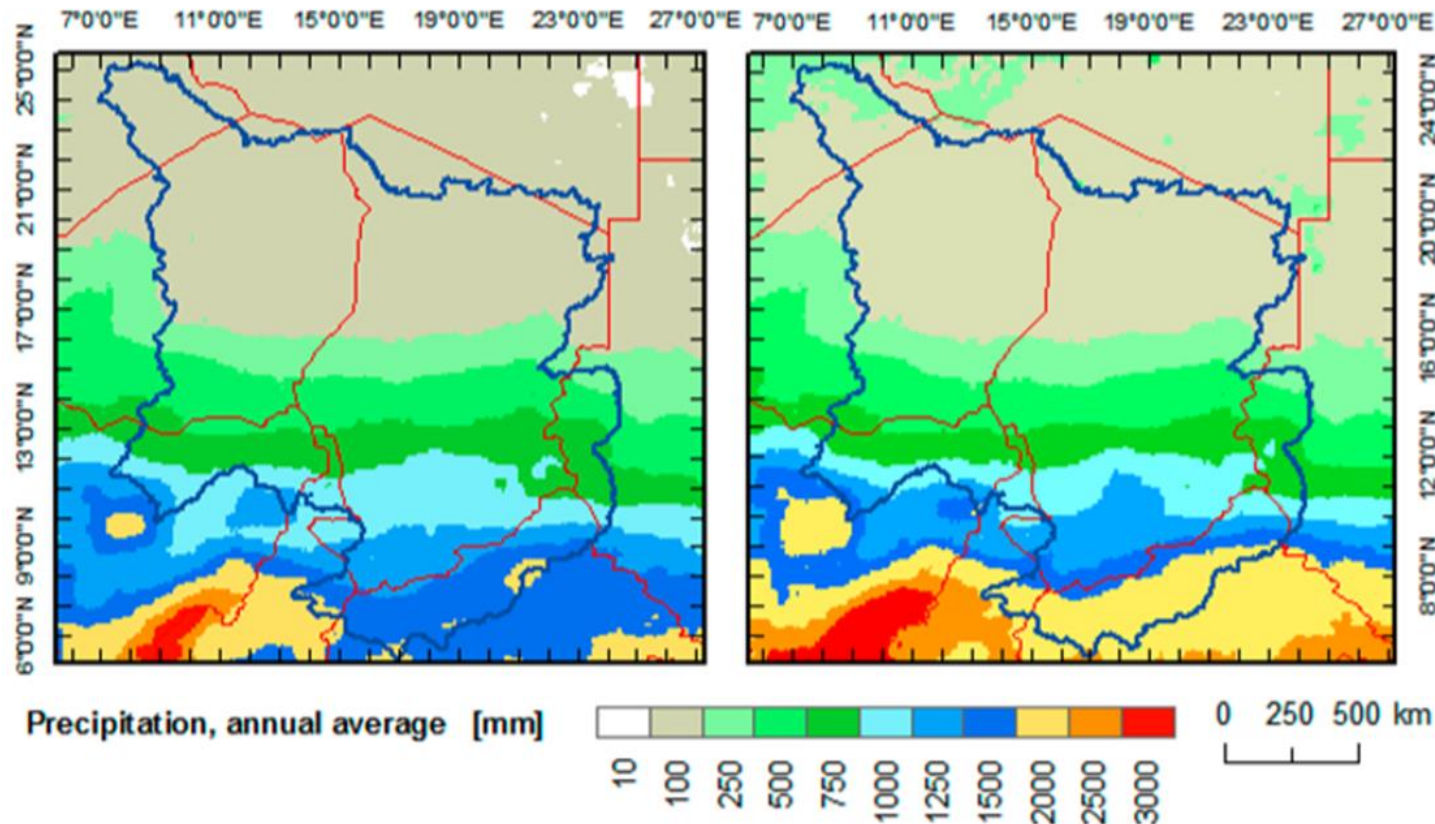 7°0'0"E 11°0'0"E 15°0'0"E 19°0'0"E 23°0'0"E 27°0'0"E 7°0'0"E 11°0'0"E 15°0'0"E 19°0'0"E 23°0'0"E 27°0'0"E
25°0'0"N
21°0'0"N
17°0'0"N
13°0'0"N
9°0'0"N
6°0'0"N
24°0'0"N
20°0'0"N
16°0'0"N
12°0'0"N
8°0'0"N
Precipitation, annual average [mm]
10 100 250 500 750 1000 1250 1500 2000 2500 3000
0 250 500 km